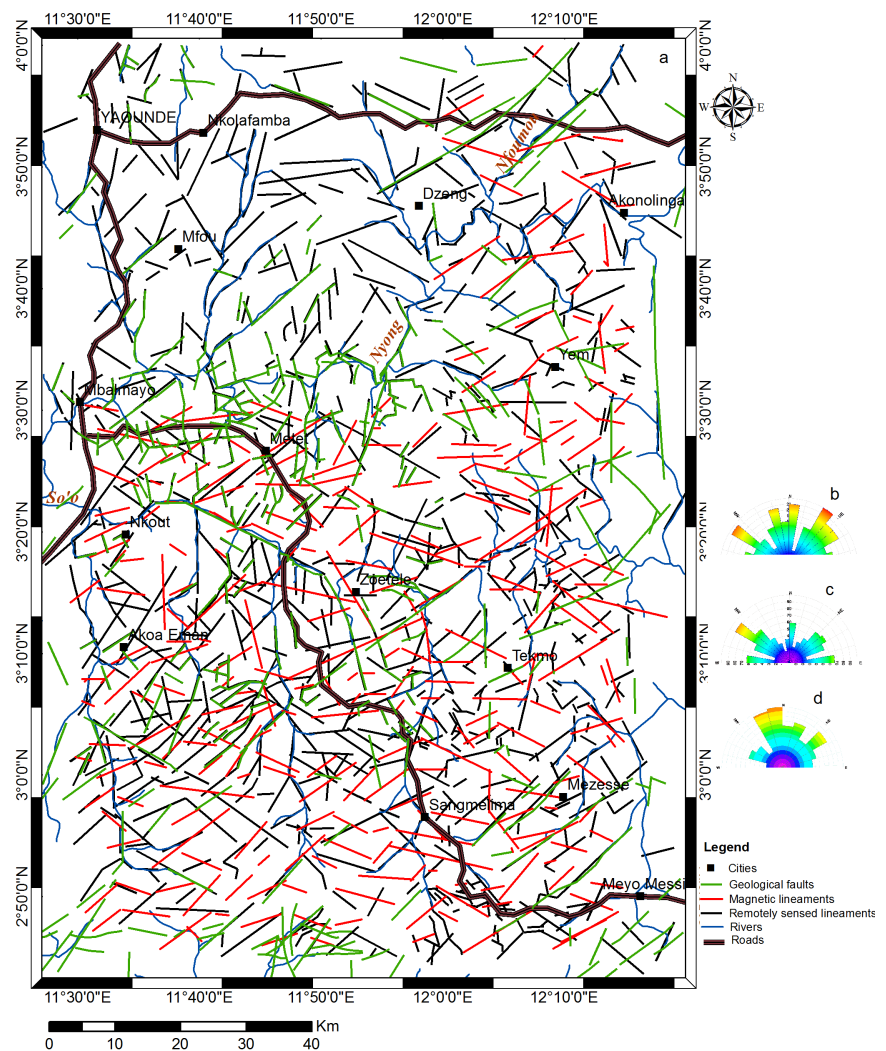 11°30'0"E 11°40'0"E 11°50'0"E 12°0'0"E 12°10'0"E
a
4°0'0"N
4°0'0"N
N
W E
S
YAOUNDE
Nkolafamba
Nfoumou
3°50'0"N
3°50'0"N
Dzeng
Akonolinga
Mfou
3°40'0"N
3°40'0"N
Nyong
Yem
Mbalmayo
3°30'0"N
3°30'0"N
Metet
So'o
b
Nkout
3°20'0"N
3°20'0"N
Zoetele
c
Akoa Eman
Tekmo
3°10'0"N
3°10'0"N
d
3°0'0"N
3°0'0"N
Mezesse
Sangmelima
Legend
Cities
Meyo Messi
Geological faults
Magnetic lineaments
Remotely sensed lineaments
Rivers
Roads
2°50'0"N
2°50'0"N
11°30'0"E 11°40'0"E 11°50'0"E 12°0'0"E 12°10'0"E
Km
0 10 20 30 40